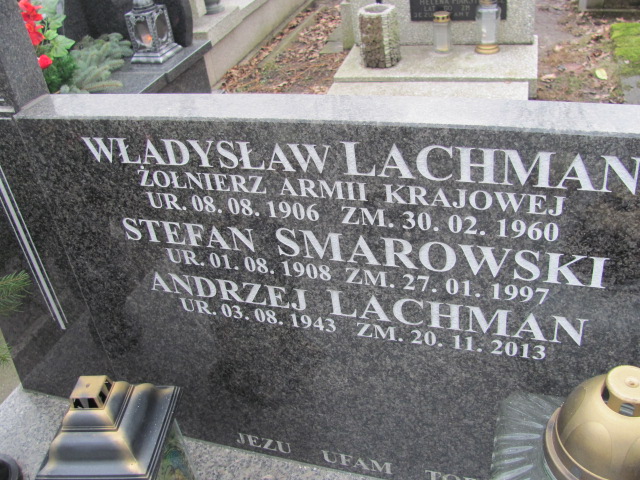 WŁADYSŁAW LACHMAN
ŻOŁNIERZ ARMII KRAJOWEJ
UR. 08. 08. 1906 ZM. 30. 02. 1960
STEFAN SMAROWSKI
UR. 01. 08. 1908 ZM. 27. 01. 1997
ANDRZEJ LACHMAN
UR. 03. 08. 1943 ZM. 20. 11. 2013
JEZU UFAM